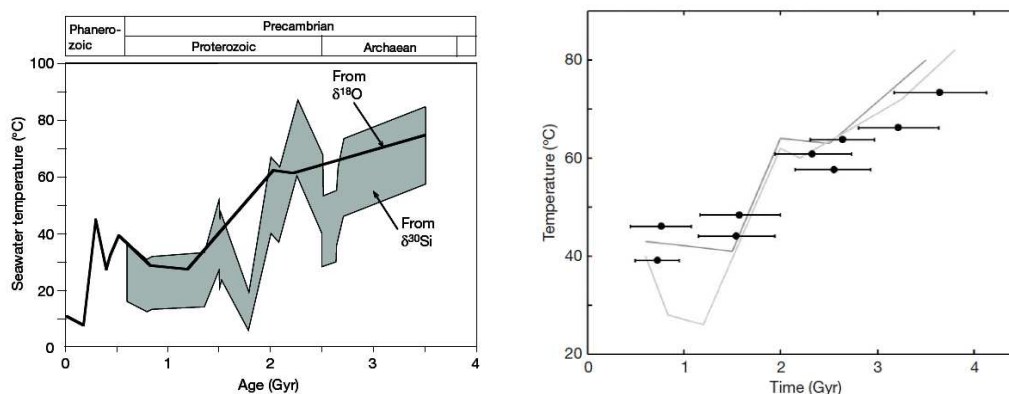 Phanero-
zoic
Precambrian
Proterozoic
Archaean
100
80
60
40
20
0
Seawater temperature (°C)
From
δ¹⁸O
From
δ³⁰Si
0
1
2
3
4
Age (Gyr)
80
60
40
20
Temperature (°C)
1
2
3
4
Time (Gyr)